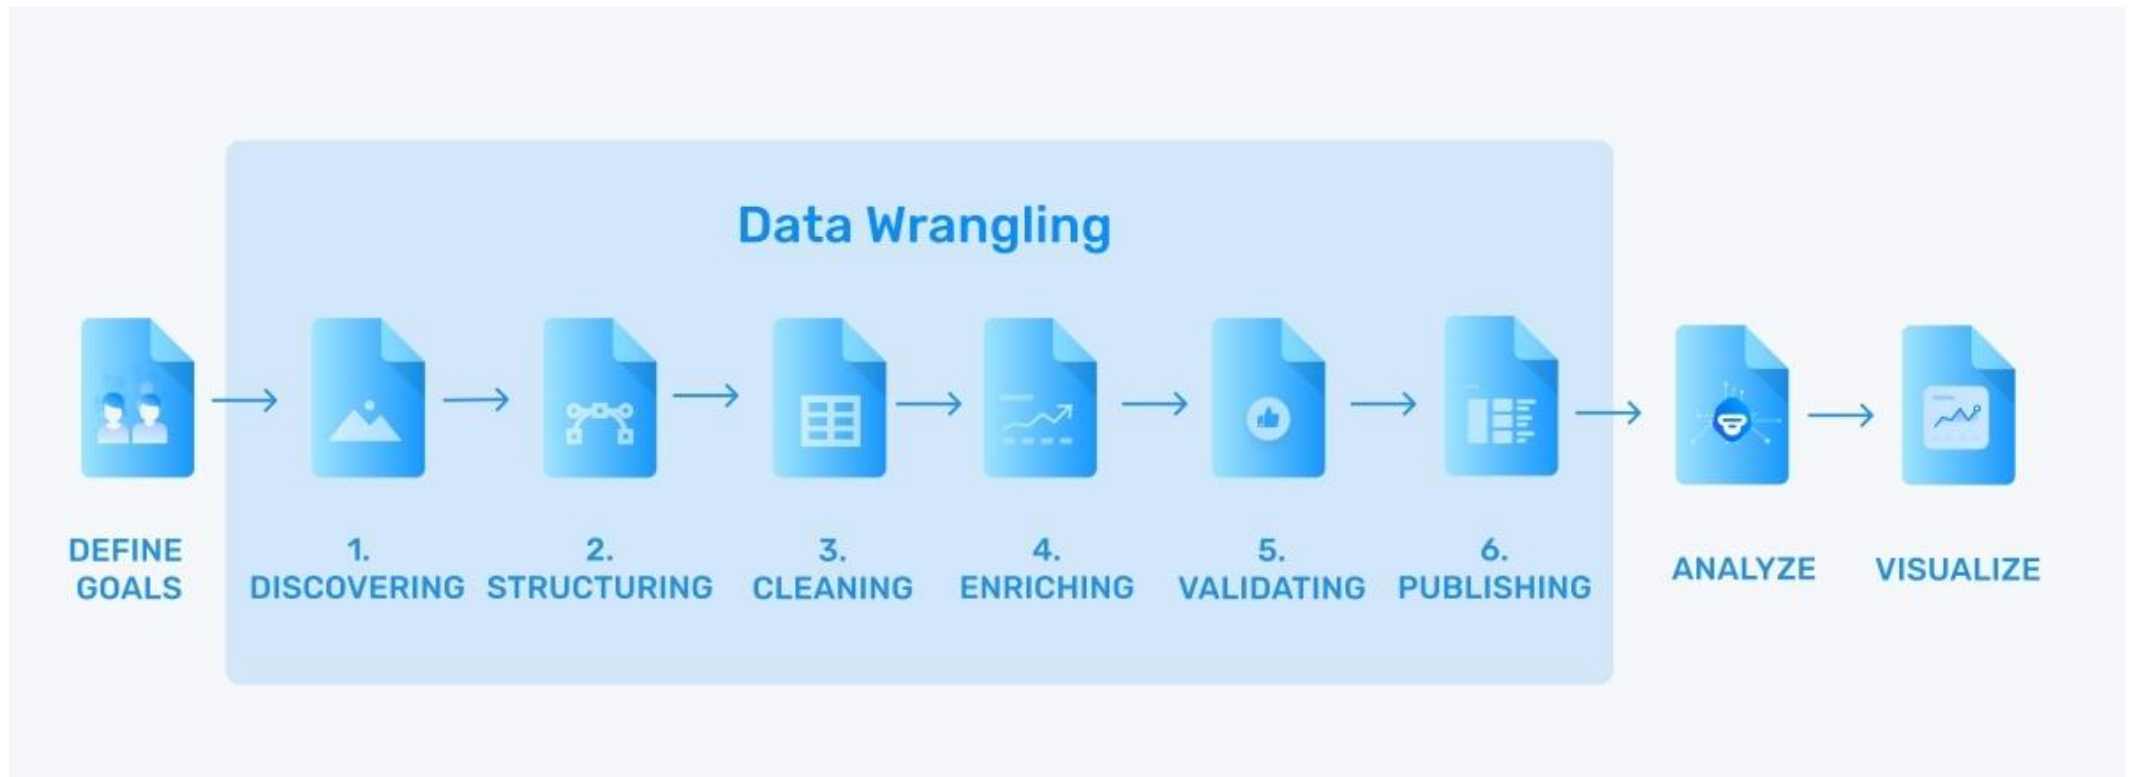 Data Wrangling
DEFINE
GOALS
1.
DISCOVERING
2.
STRUCTURING
3.
CLEANING
4.
ENRICHING
5.
VALIDATING
6.
PUBLISHING
ANALYZE
VISUALIZE